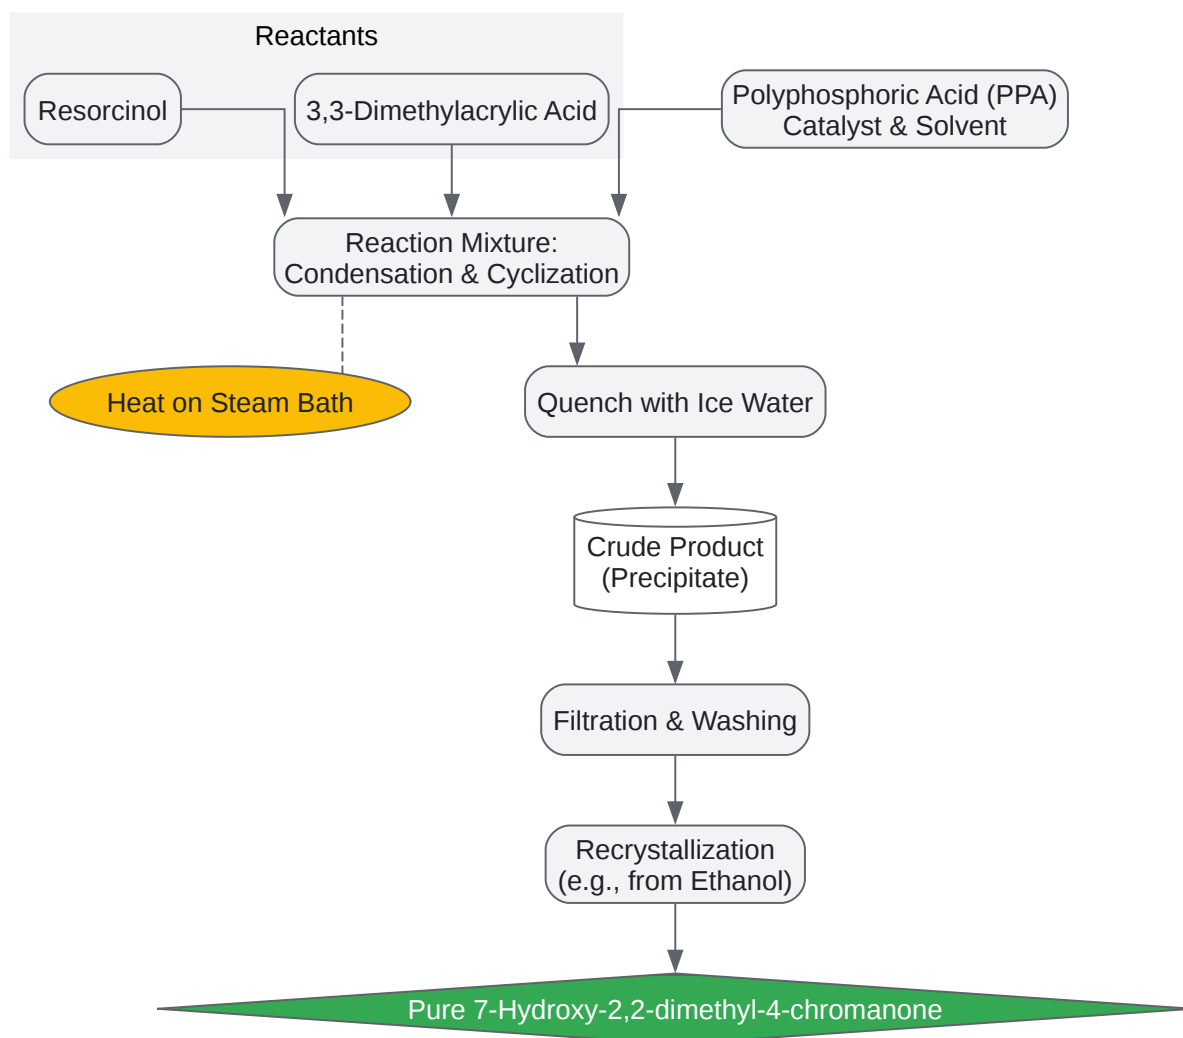 Reactants
Resorcinol
3,3-Dimethylacrylic Acid
Polyphosphoric Acid (PPA)
Catalyst & Solvent
Reaction Mixture:
Condensation & Cyclization
Heat on Steam Bath
Quench with Ice Water
Crude Product
(Precipitate)
Filtration & Washing
Recrystallization
(e.g., from Ethanol)
Pure 7-Hydroxy-2,2-dimethyl-4-chromanone